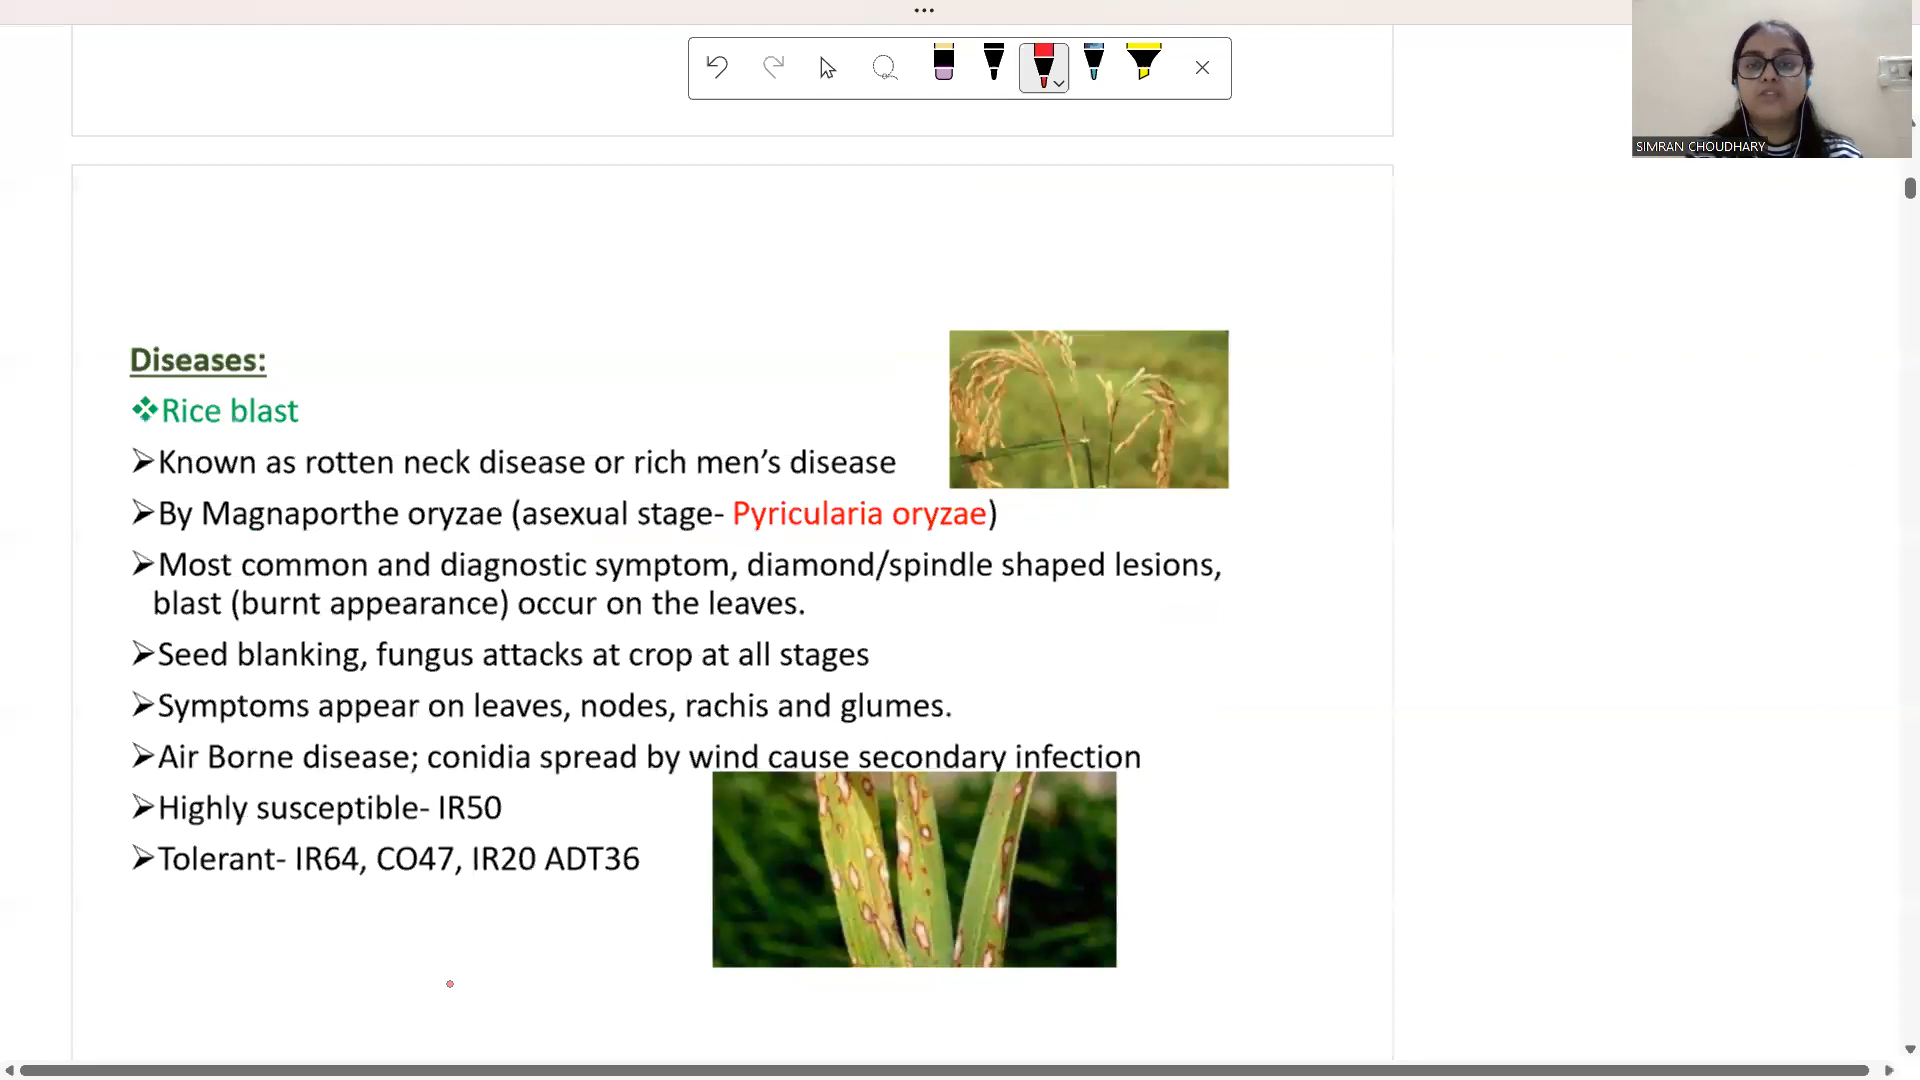 SIMRAN CHOUDHARY
Diseases:
❖Rice blast
➢Known as rotten neck disease or rich men’s disease
➢By Magnaporthe oryzae (asexual stage- Pyricularia oryzae)
➢Most common and diagnostic symptom, diamond/spindle shaped lesions,
blast (burnt appearance) occur on the leaves.
➢Seed blanking, fungus attacks at crop at all stages
➢Symptoms appear on leaves, nodes, rachis and glumes.
➢Air Borne disease; conidia spread by wind cause secondary infection
➢Highly susceptible- IR50
➢Tolerant- IR64, CO47, IR20 ADT36